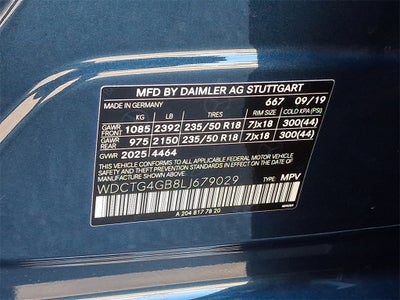 MFD BY DAIMLER AG STUTTGART
MADE IN GERMANY 667 09/19
KG LB TIRES RIM SIZE COLD KPA (PSI)
GAWR FRONT 1085 2392 235/50 R18 7Jx18 300(44)
GAWR REAR 975 2150 235/50 R18 7Jx18 300(44)
GVWR 2025 4464
THIS VEHICLE CONFORMS TO ALL APPLICABLE FEDERAL MOTOR VEHICLE
SAFETY, BUMPER, AND THEFT PREVENTION STANDARDS IN EFFECT ON THE
DATE OF MANUFACTURE SHOWN ABOVE.
WDCTG4GB8LJ679029 TYPE: MPV
A 204 817 78 20